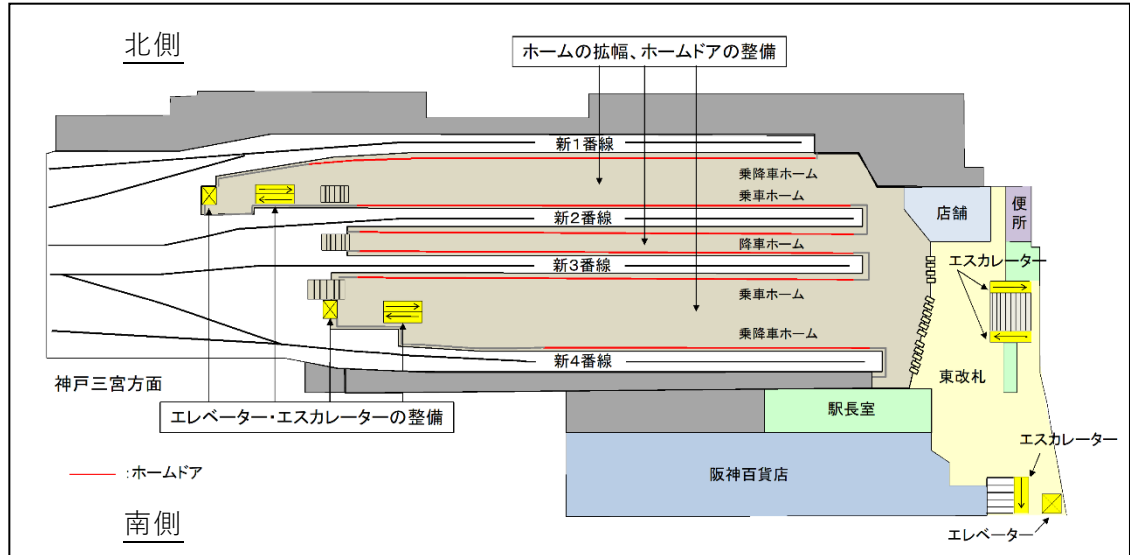 北側
ホームの拡幅、ホームドアの整備
新1番線
乗降車ホーム
乗車ホーム
新2番線
降車ホーム
新3番線
乗車ホーム
乗降車ホーム
新4番線
店舗
便所
エスカレーター
東改札
神戸三宮方面
エレベーター・エスカレーターの整備
駅長室
エスカレーター
阪神百貨店
:ホームドア
南側
エレベーター